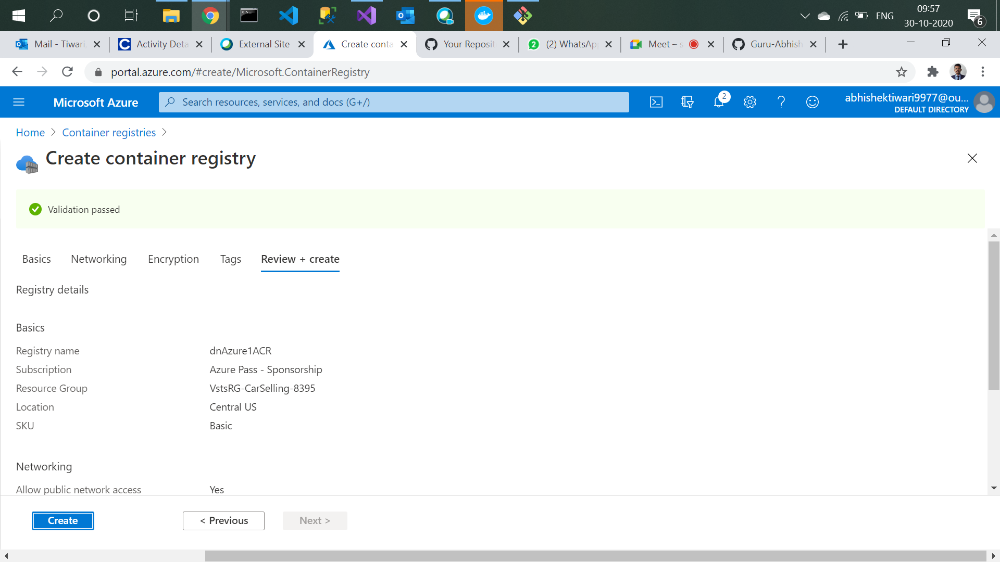 ENG
09:57
30-10-2020
6
Mail - Tiwari
Activity Deta
External Site
Create conta
Your Reposit
(2) WhatsAp
Meet – s
Guru-Abhish
portal.azure.com/#create/Microsoft.ContainerRegistry
Microsoft Azure
Search resources, services, and docs (G+/)
2
abhishektiwari9977@ou...
DEFAULT DIRECTORY
Home > Container registries >
Create container registry
Validation passed
Basics Networking Encryption Tags Review + create
Registry details
Basics
Registry name dnAzure1ACR
Subscription Azure Pass - Sponsorship
Resource Group VstsRG-CarSelling-8395
Location Central US
SKU Basic
Networking
Allow public network access Yes
Create < Previous Next >